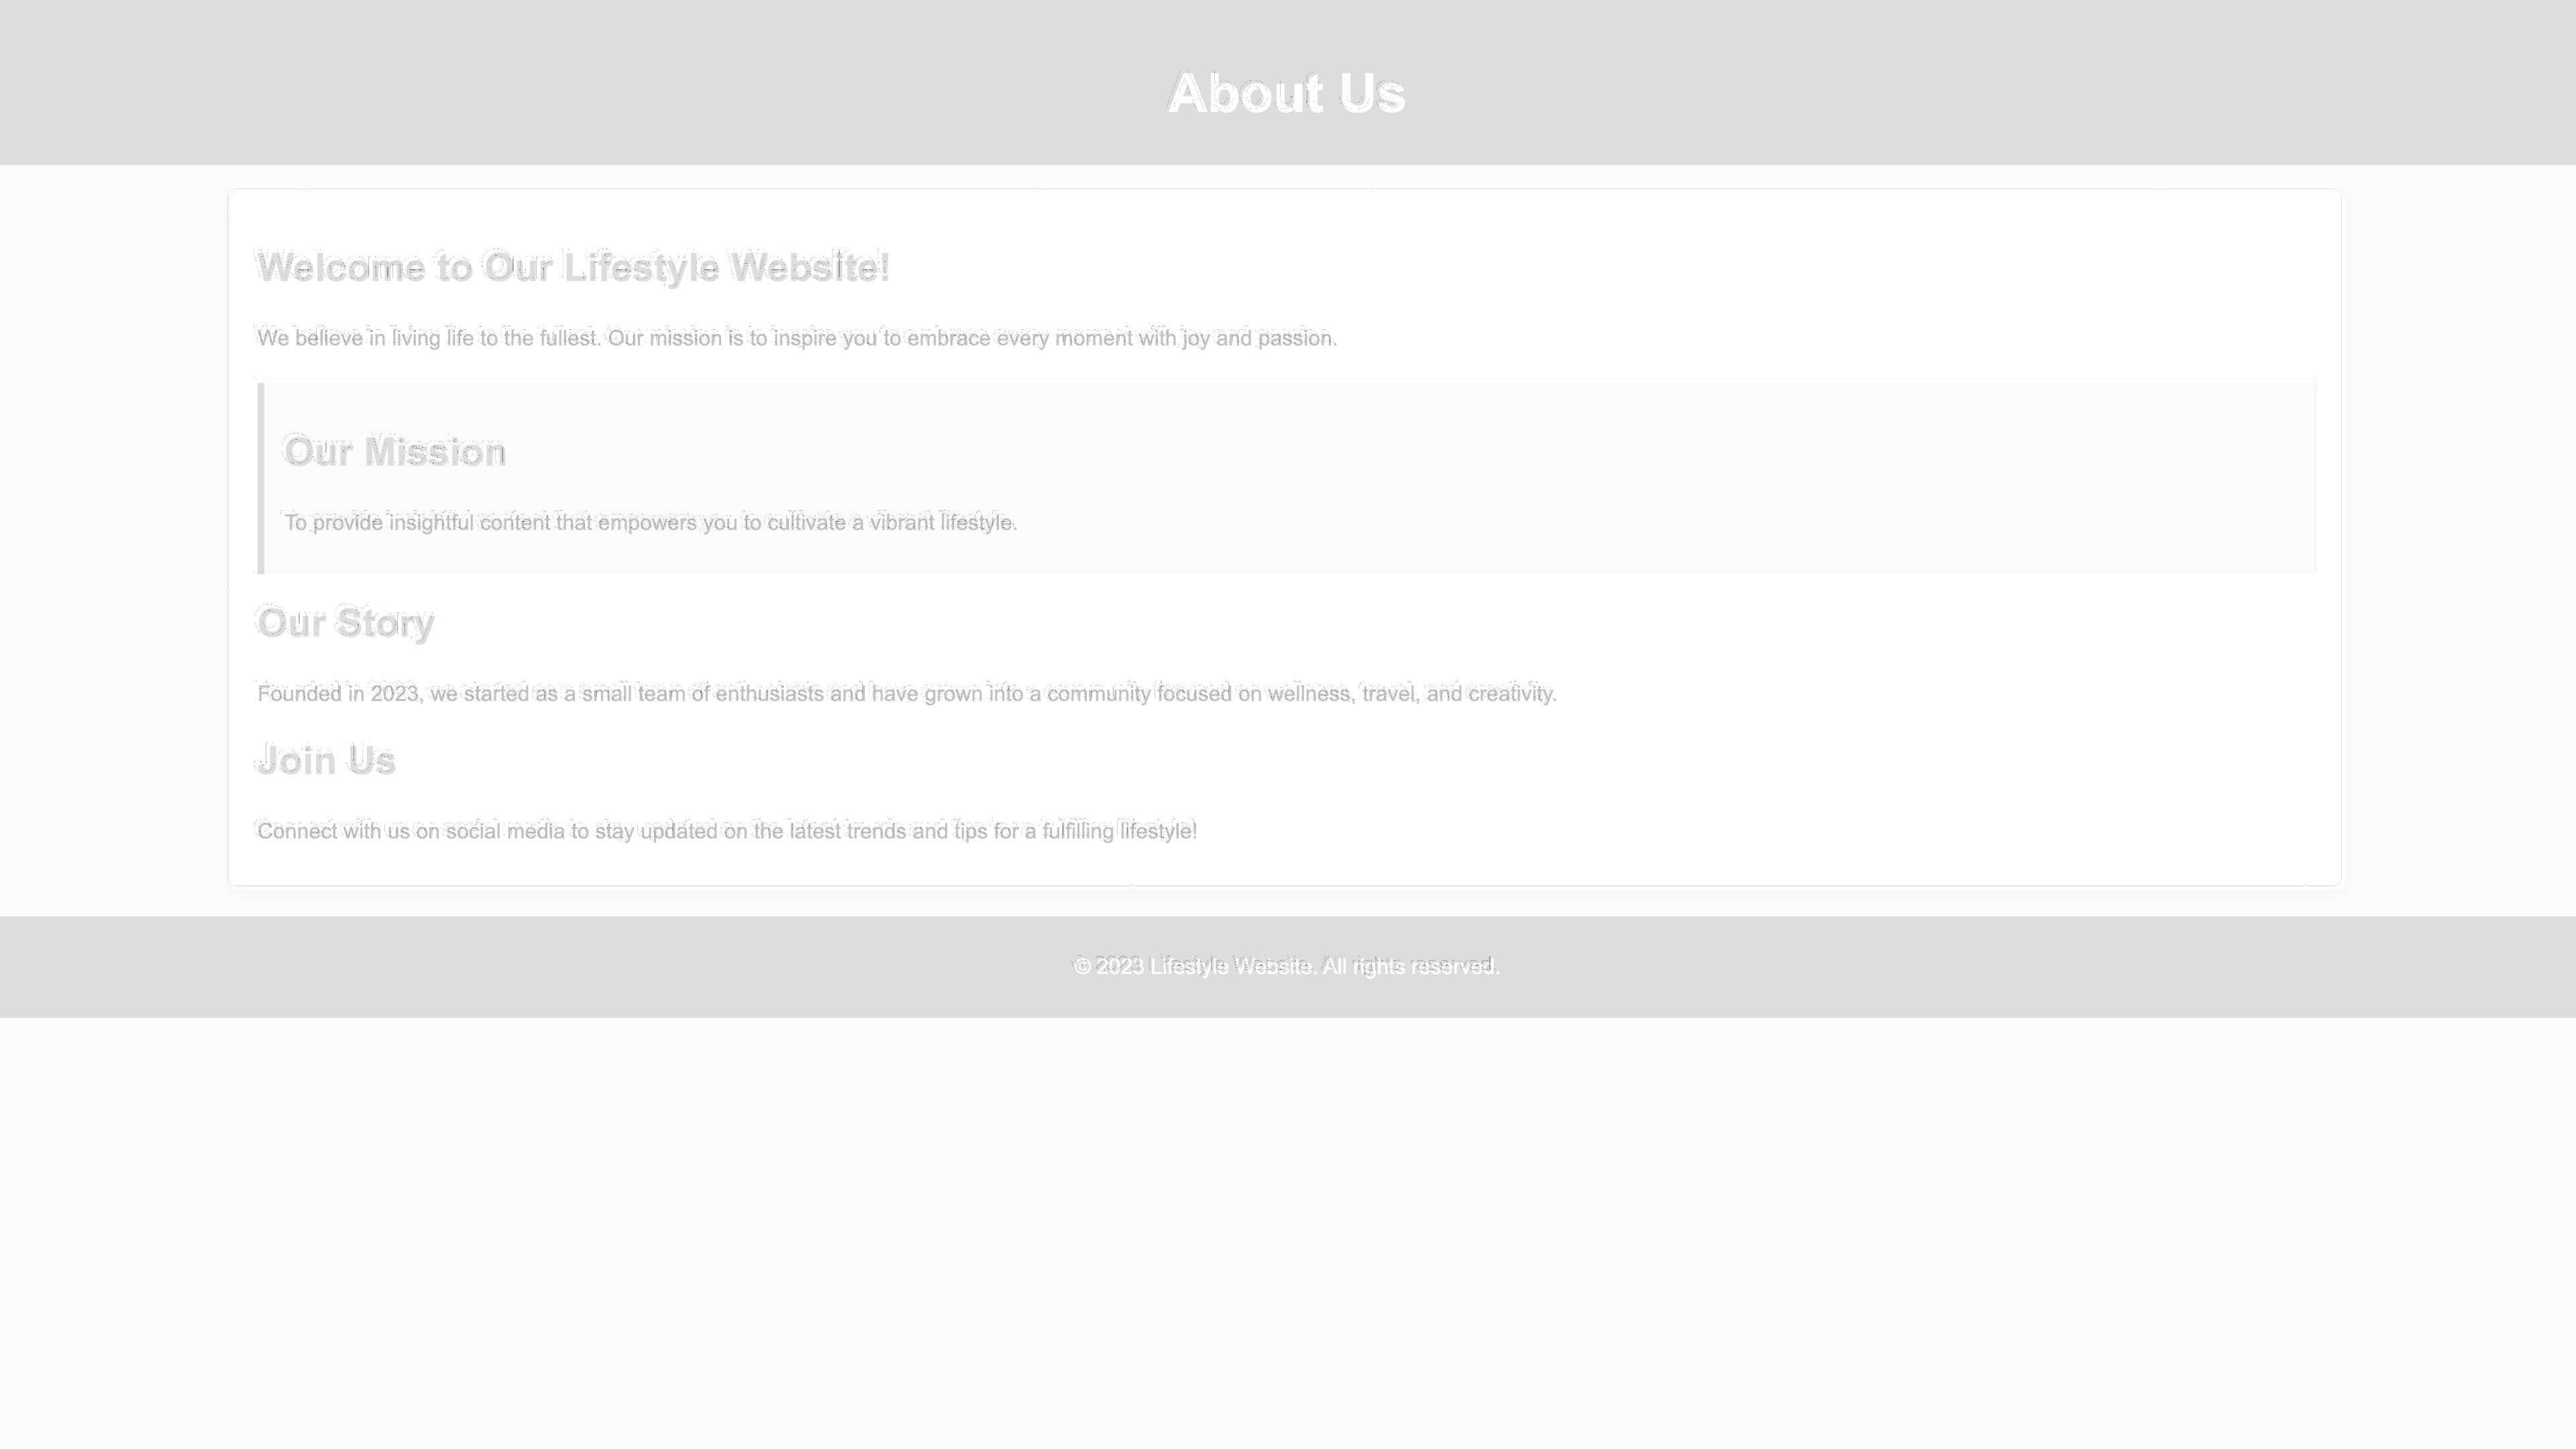 About Us
Welcome to Our Lifestyle Website!
We believe in living life to the fullest. Our mission is to inspire you to embrace every moment with joy and passion.
Our Mission
To provide insightful content that empowers you to cultivate a vibrant lifestyle.
Our Story
Founded in 2023, we started as a small team of enthusiasts and have grown into a community focused on wellness, travel, and creativity.
Join Us
Connect with us on social media to stay updated on the latest trends and tips for a fulfilling lifestyle!
© 2023 Lifestyle Website. All rights reserved.